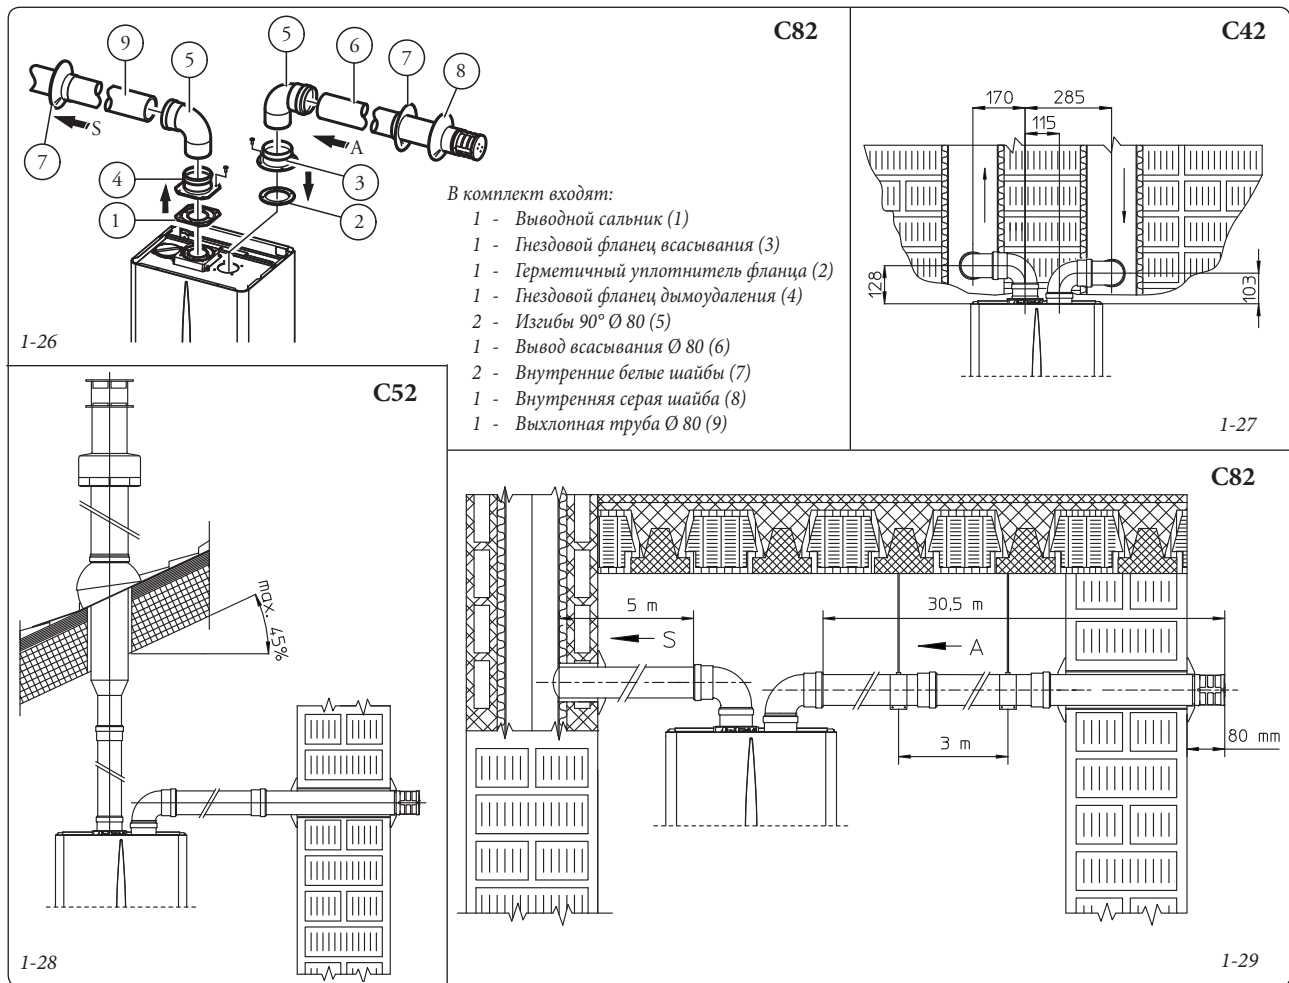 C82
9
5
5
6
7
8
S
A
7
4
3
1
2
В комплект входят:
1 - Выводной сальник (1)
1 - Гнездовой фланец всасывания (3)
1 - Герметичный уплотнитель фланца (2)
1 - Гнездовой фланец дымоудаления (4)
2 - Изгибы 90° Ø 80 (5)
1 - Вывод всасывания Ø 80 (6)
2 - Внутренние белые шайбы (7)
1 - Внутренняя серая шайба (8)
1 - Выхлопная труба Ø 80 (9)
1-26
C42
170
285
115
128
103
1-27
C52
max. 45%
1-28
C82
5 m
30,5 m
S
A
3 m
80 mm
1-29